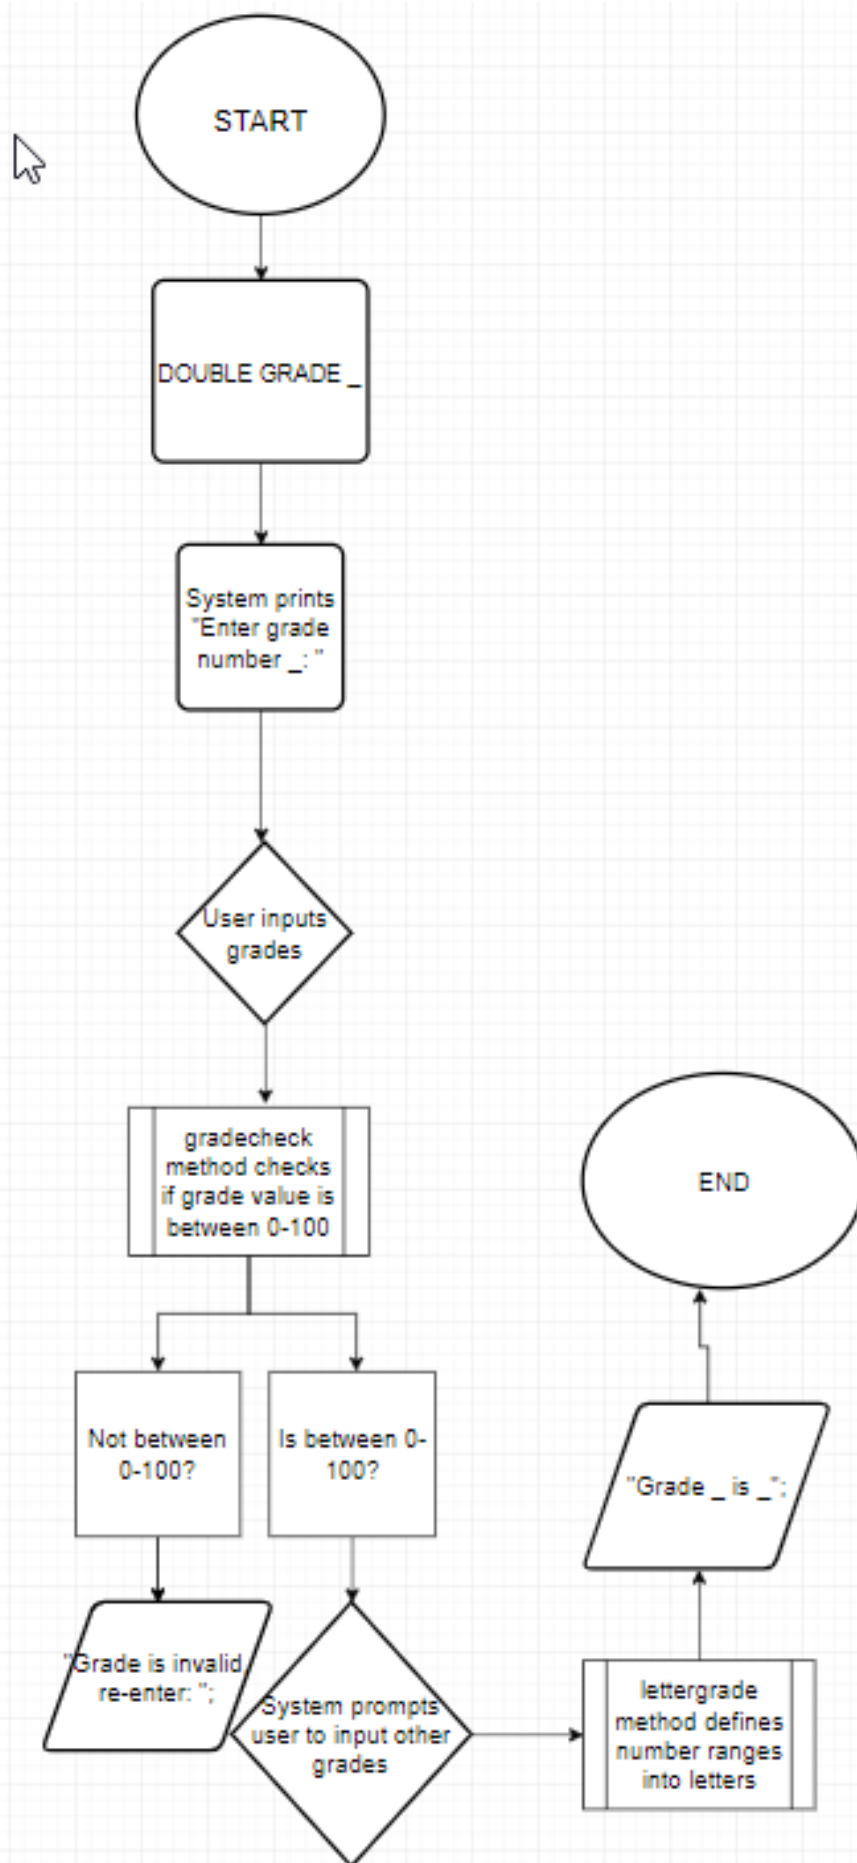 START
DOUBLE GRADE _
System prints
"Enter grade
number _: "
User inputs
grades
gradecheck
method checks
if grade value is
between 0-100
Not between
0-100?
Is between 0-
100?
"Grade is invalid
re-enter: ";
System prompts
user to input other
grades
lettergrade
method defines
number ranges
into letters
"Grade _ is _";
END